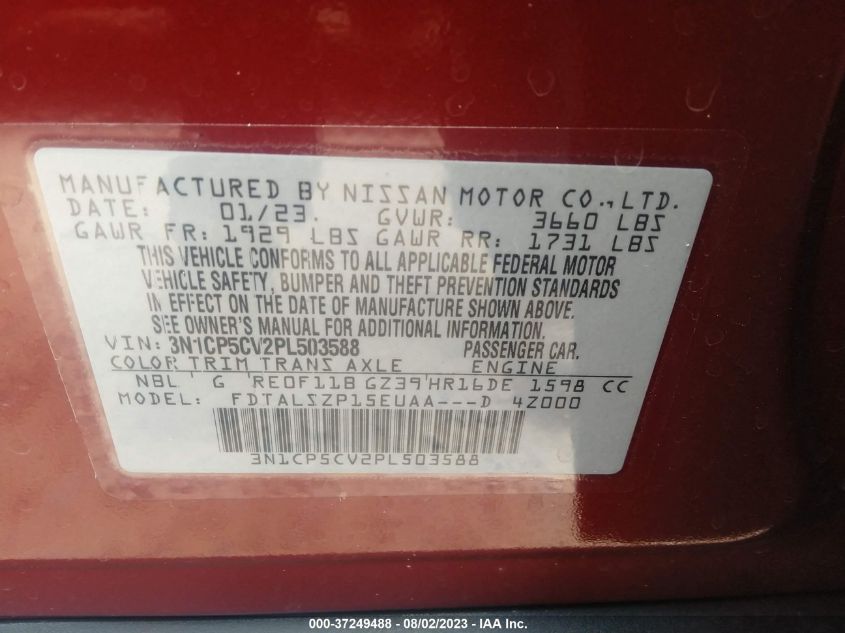 MANUFACTURED BY NISSAN MOTOR CO., LTD.
DATE: 01/23. GVWR: 3660 LBS
GAWR FR: 1929 LBS GAWR RR: 1731 LBS
THIS VEHICLE CONFORMS TO ALL APPLICABLE FEDERAL MOTOR
VEHICLE SAFETY, BUMPER AND THEFT PREVENTION STANDARDS
IN EFFECT ON THE DATE OF MANUFACTURE SHOWN ABOVE.
SEE OWNER'S MANUAL FOR ADDITIONAL INFORMATION.
VIN: 3N1CP5CV2PL503588 PASSENGER CAR.
COLOR TRIM TRANS AXLE ENGINE
NBL G RE0F11B GZ39 HR16DE 1598 CC
MODEL: FDTALSZP15EUAA---D 4Z000
3N1CP5CV2PL503588
000-37249488 - 08/02/2023 - IAA Inc.